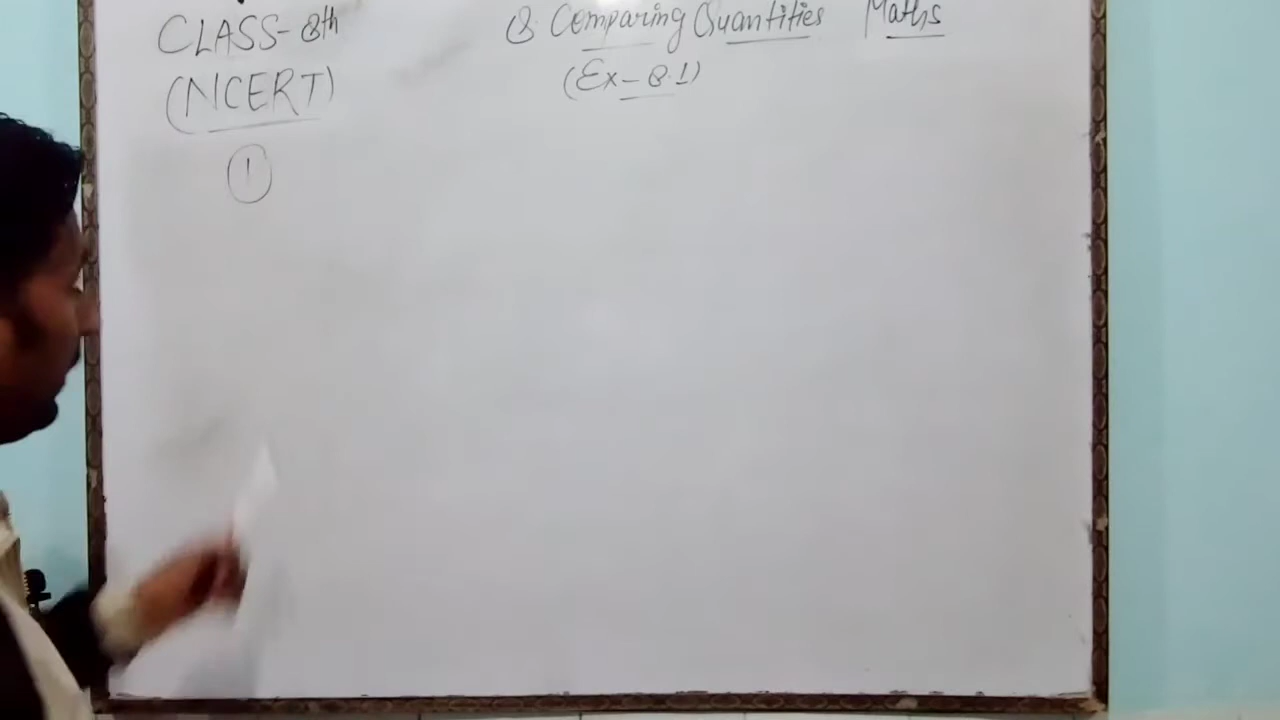 CLASS-8th
(NCERT)
①
8. Comparing Quantities Maths
(Ex-8.1)